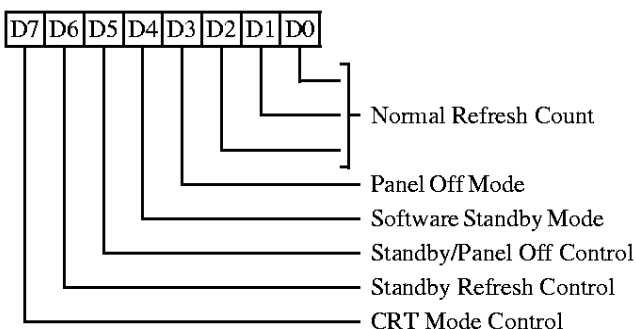 D7 D6 D5 D4 D3 D2 D1 D0
Normal Refresh Count
Panel Off Mode
Software Standby Mode
Standby/Panel Off Control
Standby Refresh Control
CRT Mode Control